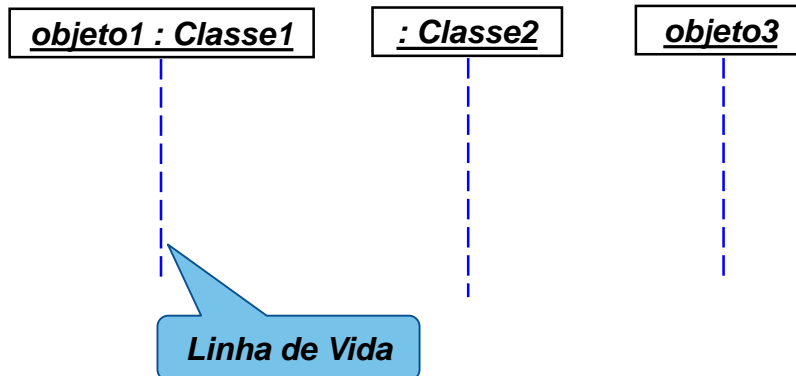 objeto1 : Classe1
: Classe2
objeto3
Linha de Vida